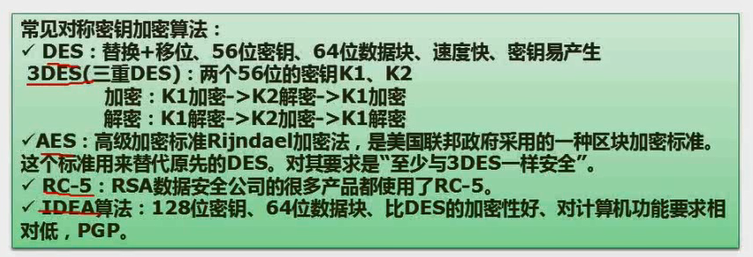 常见对称密钥加密算法：
✓ DES：替换+移位、56位密钥、64位数据块、速度快、密钥易产生
3DES(三重DES)：两个56位的密钥K1、K2
加密：K1加密->K2解密->K1加密
解密：K1解密->K2加密->K1解密
✓AES：高级加密标准Rijndael加密法，是美国联邦政府采用的一种区块加密标准。
这个标准用来替代原先的DES。对其要求是“至少与3DES一样安全”。
✓ RC-5：RSA数据安全公司的很多产品都使用了RC-5。
✓ IDEA算法：128位密钥、64位数据块、比DES的加密性好、对计算机功能要求相
对低，PGP。